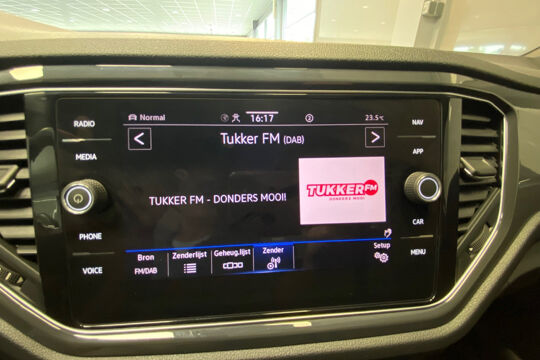 RADIO
MEDIA
PHONE
VOICE
Normal
16:17
2
23.5°C
Tukker FM (DAB)
TUKKER FM - DONDERS MOOI!
TUKKER FM
DONDERS MOOI
Bron
FM/DAB
Zenderlijst
Geheug.lijst
Zender
Setup
NAV
APP
CAR
MENU